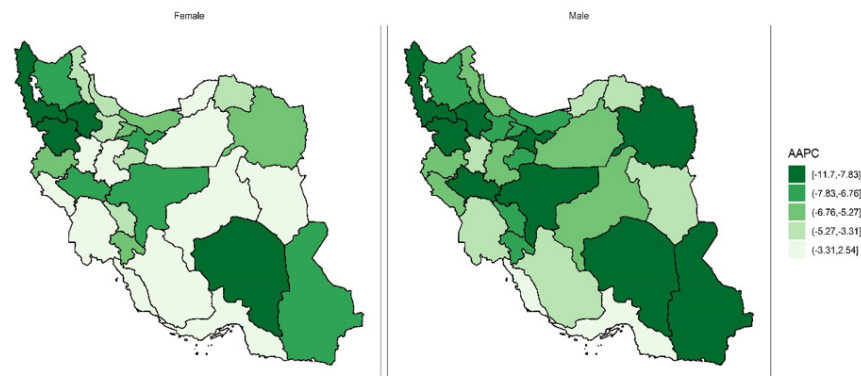 Female
Male
AAPC
[-11.7,-7.83]
(-7.83,-6.76]
(-6.76,-5.27]
(-5.27,-3.31]
(-3.31,2.54]